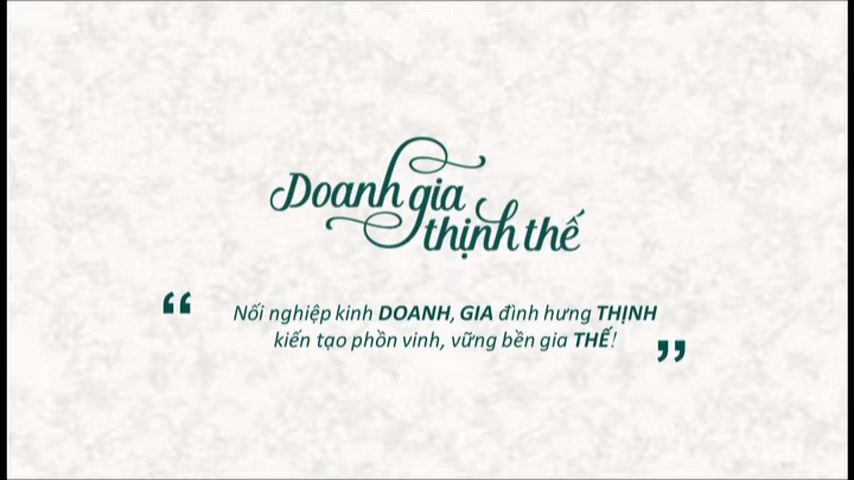 Doanh gia
thịnh thế
“ Nối nghiệp kinh DOANH, GIA đình hưng THỊNH
kiến tạo phồn vinh, vững bền gia THẾ! ”